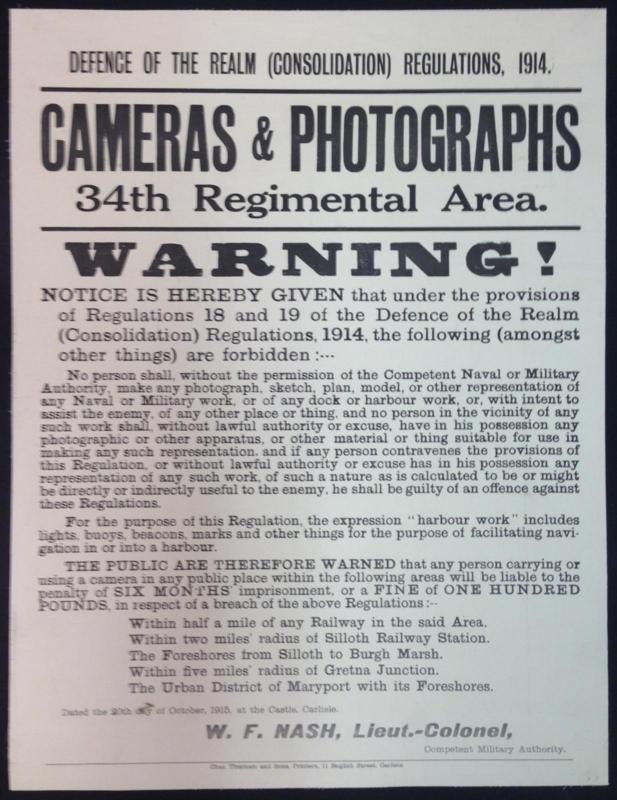 DEFENCE OF THE REALM (CONSOLIDATION) REGULATIONS, 1914.
CAMERAS & PHOTOGRAPHS
34th Regimental Area.
WARNING!
NOTICE IS HEREBY GIVEN that under the provisions
of Regulations 18 and 19 of the Defence of the Realm
(Consolidation) Regulations, 1914, the following (amongst
other things) are forbidden :---
No person shall, without the permission of the Competent Naval or Military
Authority, make any photograph, sketch, plan, model, or other representation of
any Naval or Military work, or of any dock or harbour work, or, with intent to
assist the enemy, of any other place or thing, and no person in the vicinity of any
such work shall, without lawful authority or excuse, have in his possession any
photographic or other apparatus, or other material or thing suitable for use in
making any such representation, and if any person contravenes the provisions of
this Regulation, or without lawful authority or excuse has in his possession any
representation of any such work, of such a nature as is calculated to be or might
be directly or indirectly useful to the enemy, he shall be guilty of an offence against
these Regulations.
For the purpose of this Regulation, the expression "harbour work" includes
lights, buoys, beacons, marks and other things for the purpose of facilitating navi-
gation in or into a harbour.
THE PUBLIC ARE THEREFORE WARNED that any person carrying or
using a camera in any public place within the following areas will be liable to the
penalty of SIX MONTHS' imprisonment, or a FINE of ONE HUNDRED
POUNDS, in respect of a breach of the above Regulations :--
Within half a mile of any Railway in the said Area.
Within two miles' radius of Silloth Railway Station.
The Foreshores from Silloth to Burgh Marsh.
Within five miles' radius of Gretna Junction.
The Urban District of Maryport with its Foreshores.
Dated the 20th day of October, 1915, at the Castle, Carlisle.
W. F. NASH, Lieut.-Colonel,
Competent Military Authority.
Chas. Thurnam and Sons, Printers, 11 English Street, Carlisle